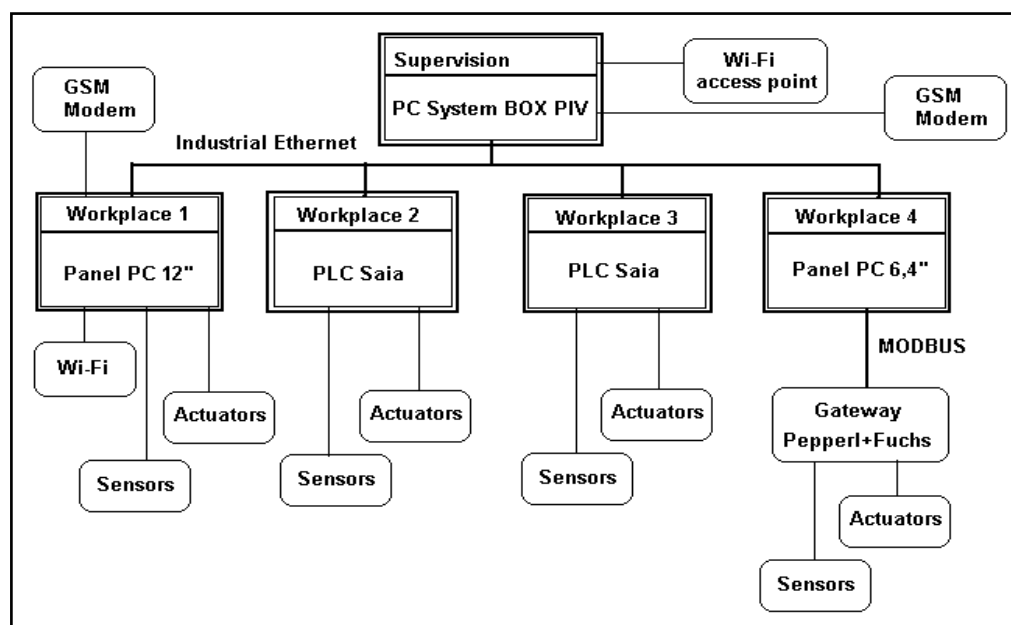 Supervision
PC System BOX PIV
Wi-Fi
access point
GSM
Modem
GSM
Modem
Industrial Ethernet
Workplace 1
Panel PC 12"
Workplace 2
PLC Saia
Workplace 3
PLC Saia
Workplace 4
Panel PC 6,4"
MODBUS
Wi-Fi
Actuators
Sensors
Actuators
Sensors
Actuators
Sensors
Gateway
Pepperl+Fuchs
Actuators
Sensors